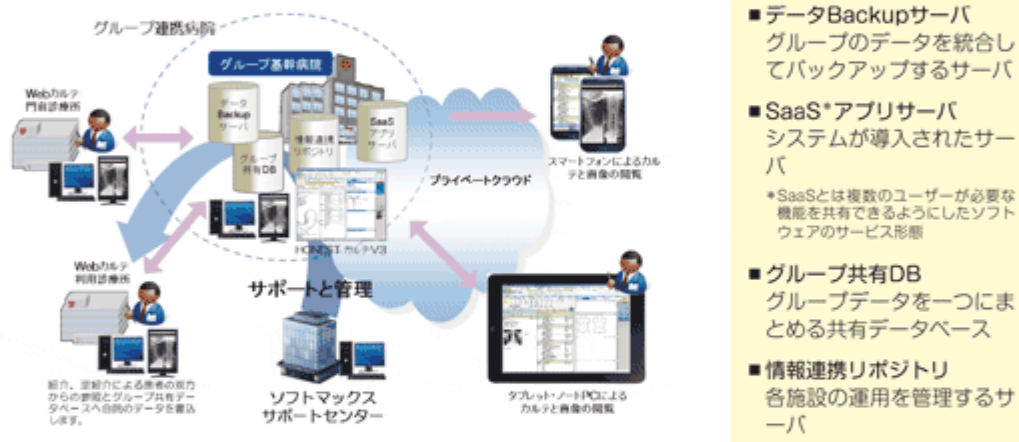 グループ連携病院
グループ基幹病院
Webカルテ
門前診療所
データ
Backup
サーバ
SaaS
アプリ
サーバ
情報連携
リポジトリ
グループ
共有DB
プライベートクラウド
スマートフォンによるカル
テと画像の閲覧
HONEST カルテV3
Webカルテ
利用診療所
サポートと管理
紹介、逆紹介による患者の双方
からの参照とグループ共有デー
タベースへ自院のデータを書込
します。
ソフトマックス
サポートセンター
タブレット・ノートPCによる
カルテと画像の閲覧
■データBackupサーバ
グループのデータを統合し
てバックアップするサーバ
■SaaS*アプリサーバ
システムが導入されたサー
バ
*SaaSとは複数のユーザーが必要な
機能を共有できるようにしたソフト
ウェアのサービス形態
■グループ共有DB
グループデータを一つにま
とめる共有データベース
■情報連携リポジトリ
各施設の運用を管理するサ
ーバ